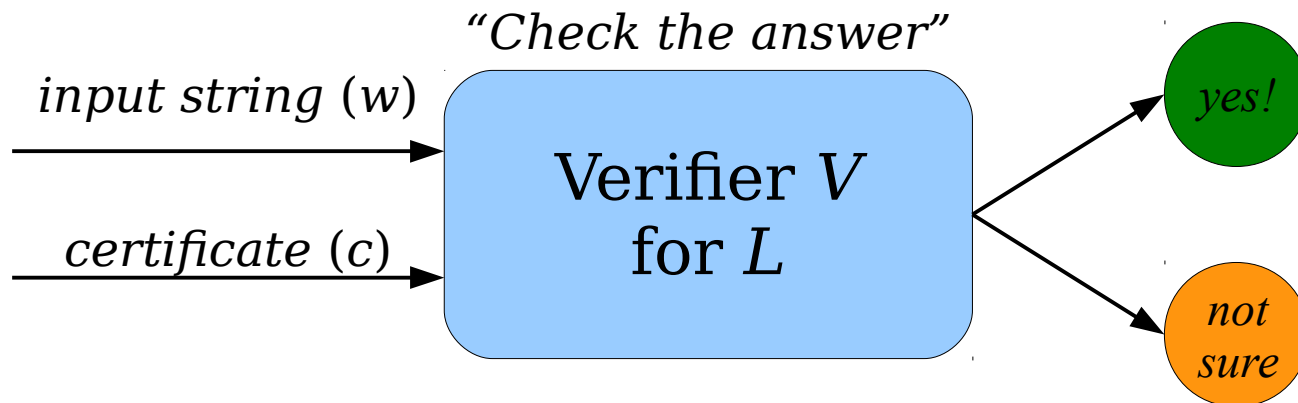 “Check the answer”
input string (w)
certificate (c)
Verifier V
for L
yes!
not
sure